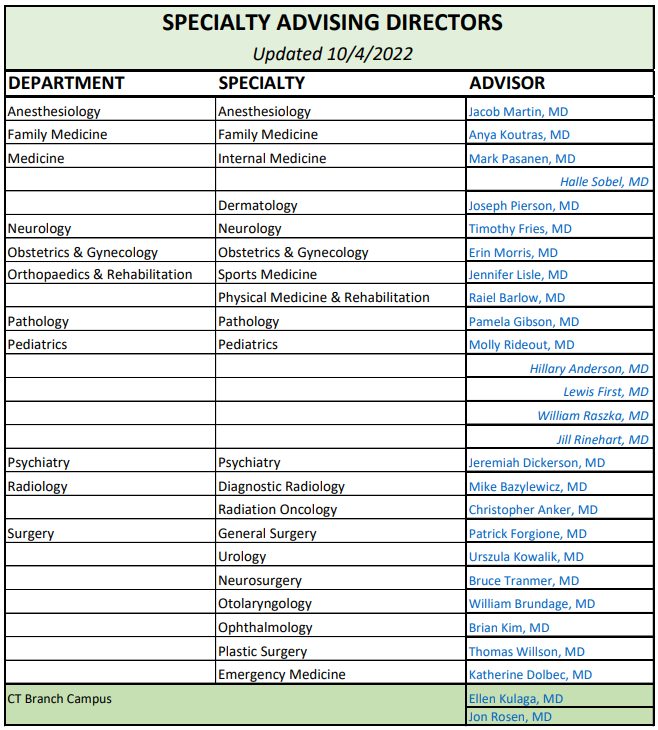 SPECIALTY ADVISING DIRECTORS
Updated 10/4/2022
DEPARTMENT SPECIALTY ADVISOR
Anesthesiology Anesthesiology Jacob Martin, MD
Family Medicine Family Medicine Anya Koutras, MD
Medicine Internal Medicine Mark Pasanen, MD
Halle Sobel, MD
Dermatology Joseph Pierson, MD
Neurology Neurology Timothy Fries, MD
Obstetrics & Gynecology Obstetrics & Gynecology Erin Morris, MD
Orthopaedics & Rehabilitation Sports Medicine Jennifer Lisle, MD
Physical Medicine & Rehabilitation Raiel Barlow, MD
Pathology Pathology Pamela Gibson, MD
Pediatrics Pediatrics Molly Rideout, MD
Hillary Anderson, MD
Lewis First, MD
William Raszka, MD
Jill Rinehart, MD
Psychiatry Psychiatry Jeremiah Dickerson, MD
Radiology Diagnostic Radiology Mike Bazylewicz, MD
Radiation Oncology Christopher Anker, MD
Surgery General Surgery Patrick Forgione, MD
Urology Urszula Kowalik, MD
Neurosurgery Bruce Tranmer, MD
Otolaryngology William Brundage, MD
Ophthalmology Brian Kim, MD
Plastic Surgery Thomas Willson, MD
Emergency Medicine Katherine Dolbec, MD
CT Branch Campus Ellen Kulaga, MD
Jon Rosen, MD